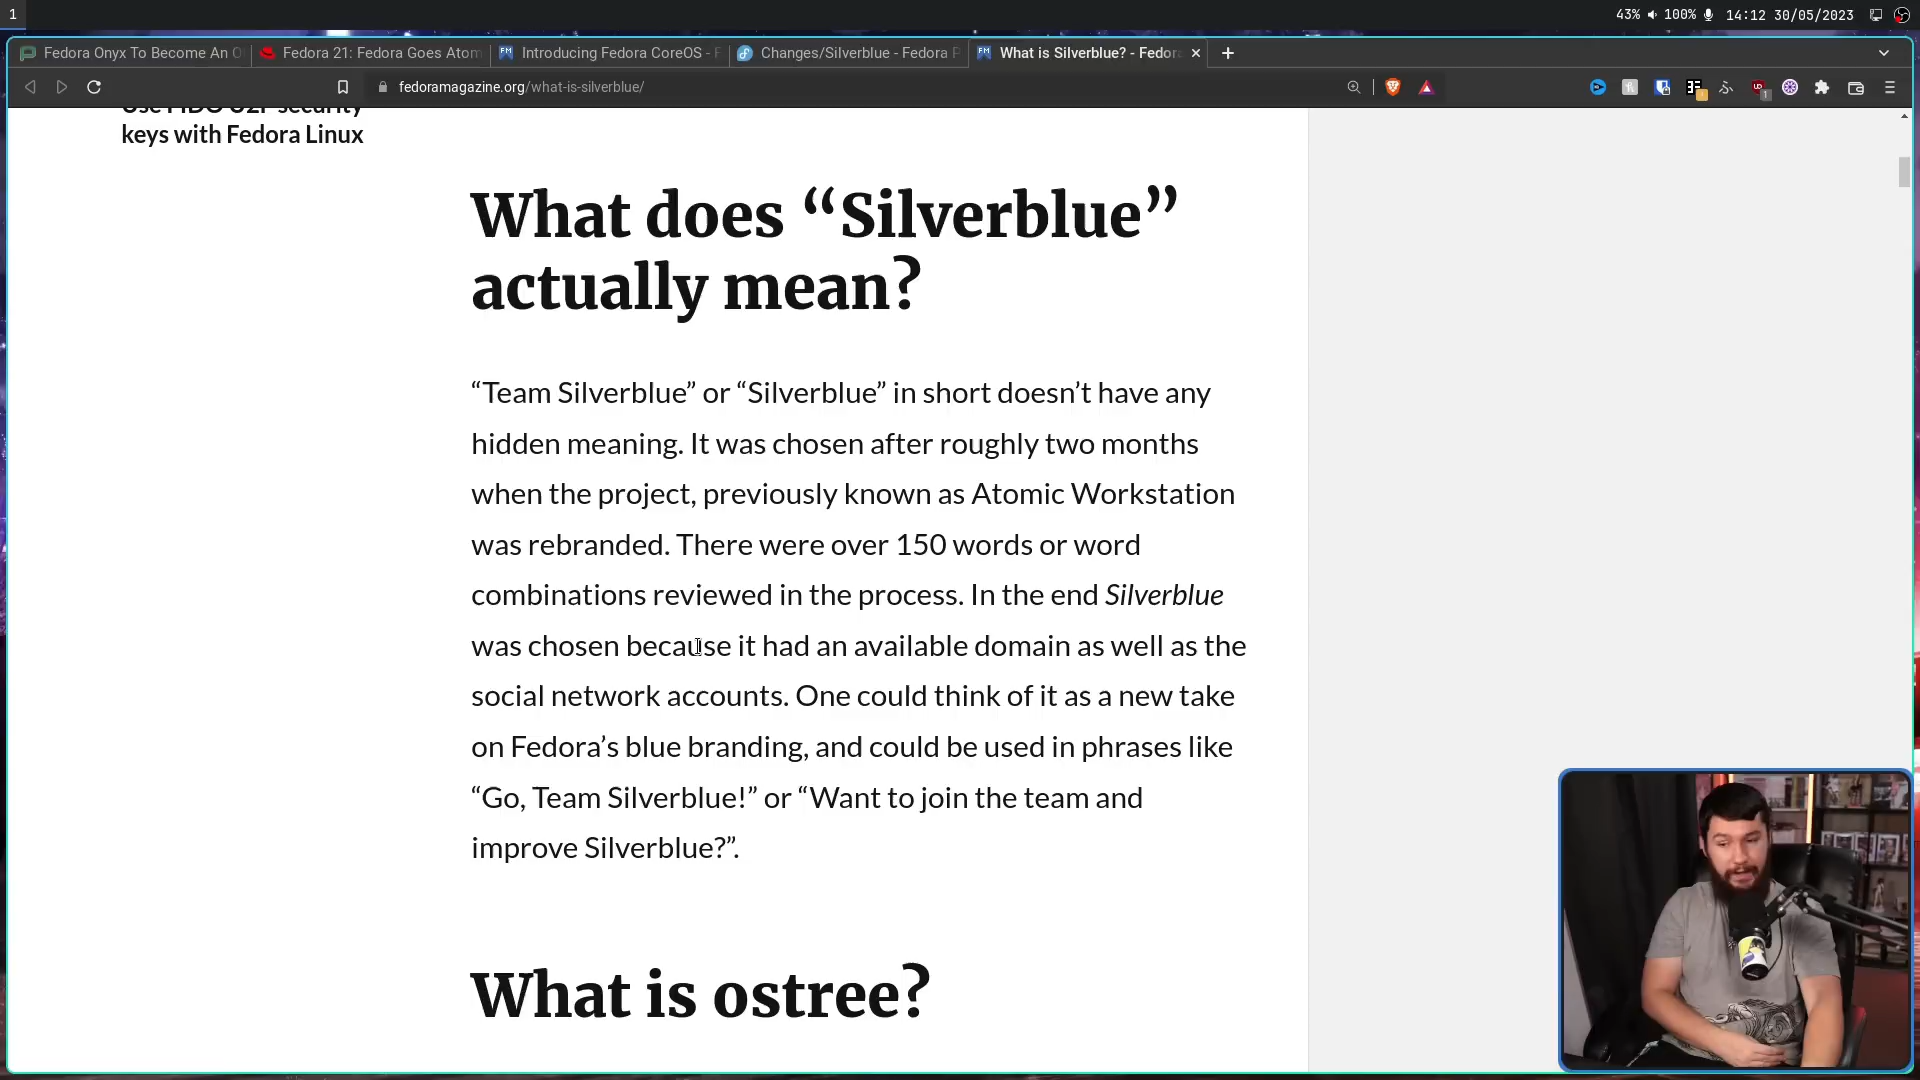 1
43% 100% 14:12 30/05/2023
Fedora Onyx To Become An O
Fedora 21: Fedora Goes Atom
Introducing Fedora CoreOS - F
Changes/Silverblue - Fedora P
What is Silverblue? - Fedora
fedoramagazine.org/what-is-silverblue/
Use FIDO U2F security
keys with Fedora Linux
What does “Silverblue”
actually mean?
“Team Silverblue” or “Silverblue” in short doesn’t have any
hidden meaning. It was chosen after roughly two months
when the project, previously known as Atomic Workstation
was rebranded. There were over 150 words or word
combinations reviewed in the process. In the end Silverblue
was chosen because it had an available domain as well as the
social network accounts. One could think of it as a new take
on Fedora’s blue branding, and could be used in phrases like
“Go, Team Silverblue!” or “Want to join the team and
improve Silverblue?”.
What is ostree?